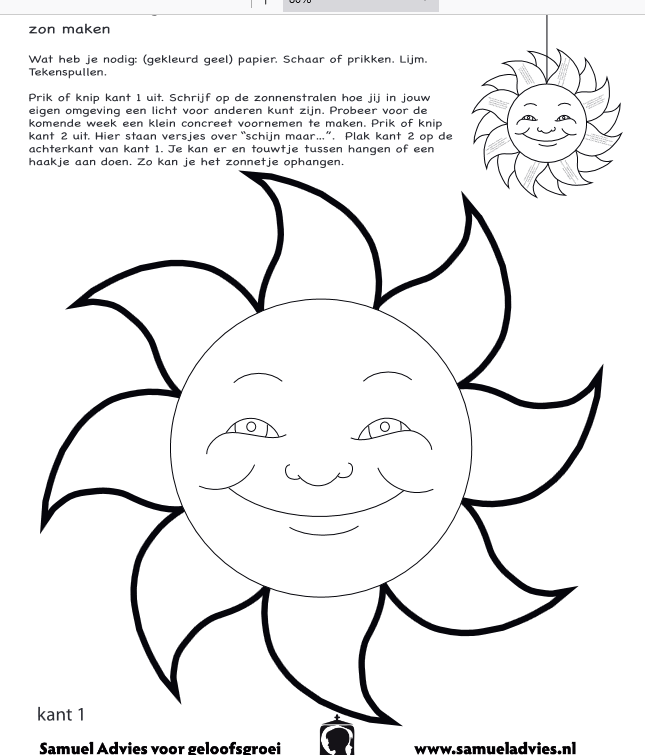 zon maken
Wat heb je nodig: (gekleurd geel) papier. Schaar of prikken. Lijm.
Tekenspullen.
Prik of knip kant 1 uit. Schrijf op de zonnenstralen hoe jij in jouw
eigen omgeving een licht voor anderen kunt zijn. Probeer voor de
komende week een klein concreet voornemen te maken. Prik of knip
kant 2 uit. Hier staan versjes over “schijn maar...”. Plak kant 2 op de
achterkant van kant 1. Je kan er en touwtje tussen hangen of een
haakje aan doen. Zo kan je het zonnetje ophangen.
kant 1
Samuel Advies voor geloofsgroei
www.samueladvies.nl